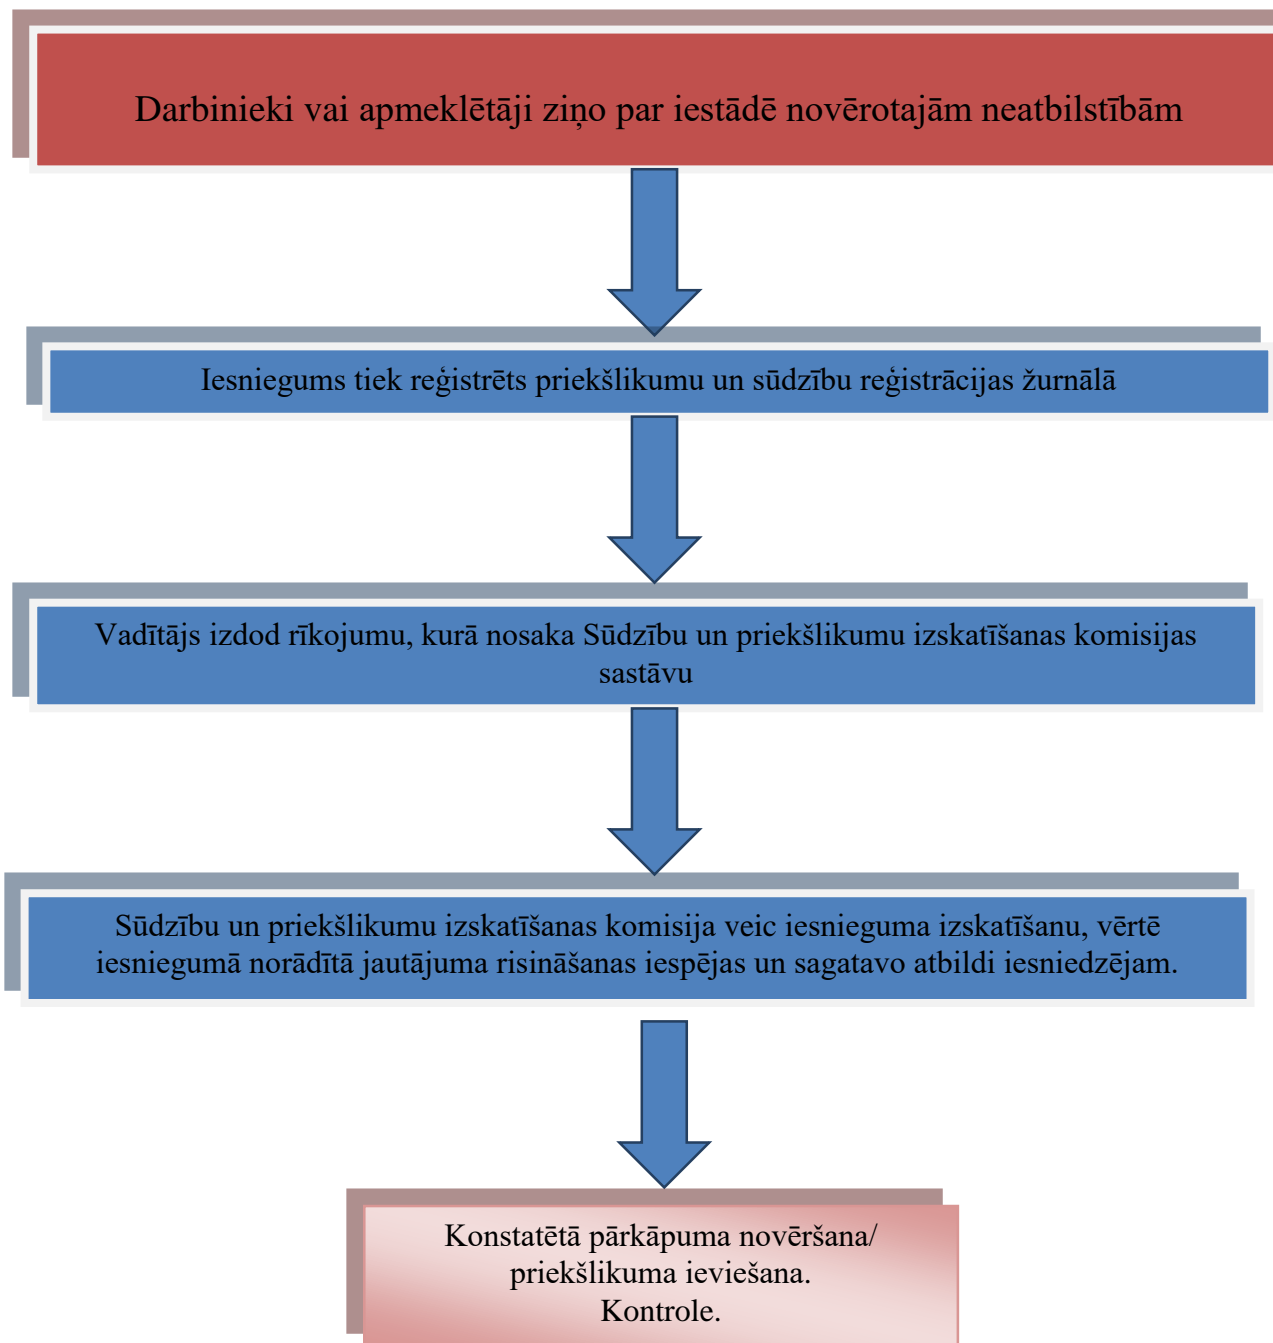 Darbinieki vai apmeklētāji ziņo par iestādē novērotajām neatbilstībām
Iesniegums tiek reģistrēts priekšlikumu un sūdzību reģistrācijas žurnālā
Vadītājs izdod rīkojumu, kurā nosaka Sūdzību un priekšlikumu izskatīšanas komisijas
sastāvu
Sūdzību un priekšlikumu izskatīšanas komisija veic iesnieguma izskatīšanu, vērtē
iesniegumā norādītā jautājuma risināšanas iespējas un sagatavo atbildi iesniedzējam.
Konstatētā pārkāpuma novēršana/
priekšlikuma ieviešana.
Kontrole.